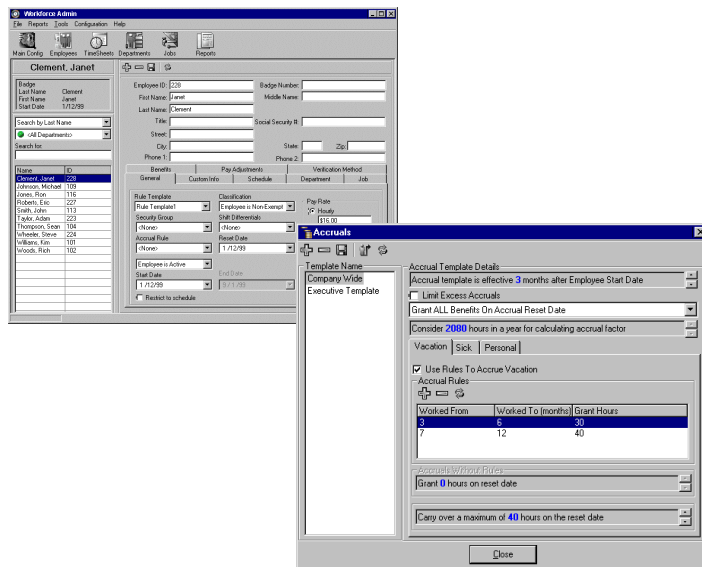 Workforce Admin
File Reports Tools Configuration Help
Main Config. Employees TimeSheets Departments Jobs Reports
Clement, Janet
Badge
Last Name Clement
First Name Janet
Start Date 1/12/99
Search by Last Name
<All Departments>
Search for
Name ID
Clement, Janet 228
Johnson, Michael 109
Jones, Ron 116
Roberts, Eric 227
Smith, John 113
Taylor, Adam 223
Thompson, Sean 104
Wheeler, Steve 224
Williams, Kim 101
Woods, Rich 102
Employee ID: 228 Badge Number:
First Name: Janet Middle Name:
Last Name: Clement
Title: Social Security #:
Street:
City: State: Zip:
Phone 1: Phone 2:
Benefits Pay Adjustments Verification Method
General Custom Info Schedule Department Job
Rule Template Classification Pay Rate
Rule Template1 Employee is Non-Exempt Hourly
Security Group Shift Differentials $16.00
<None> <None>
Accrual Rule Reset Date
<None> 1/12/99
Employee is Active
Start Date End Date
1/12/99 9/1/99
Restrict to schedule
Accruals
Template Name
Company Wide
Executive Template
Accrual Template Details
Accrual template is effective 3 months after Employee Start Date
Limit Excess Accruals
Grant ALL Benefits On Accrual Reset Date
Consider 2080 hours in a year for calculating accrual factor
Vacation Sick Personal
Use Rules To Accrue Vacation
Accrual Rules
Worked From Worked To (months) Grant Hours
3 6 30
7 12 40
Accruals Without Rules
Grant 0 hours on reset date
Carry over a maximum of 40 hours on the reset date
Close